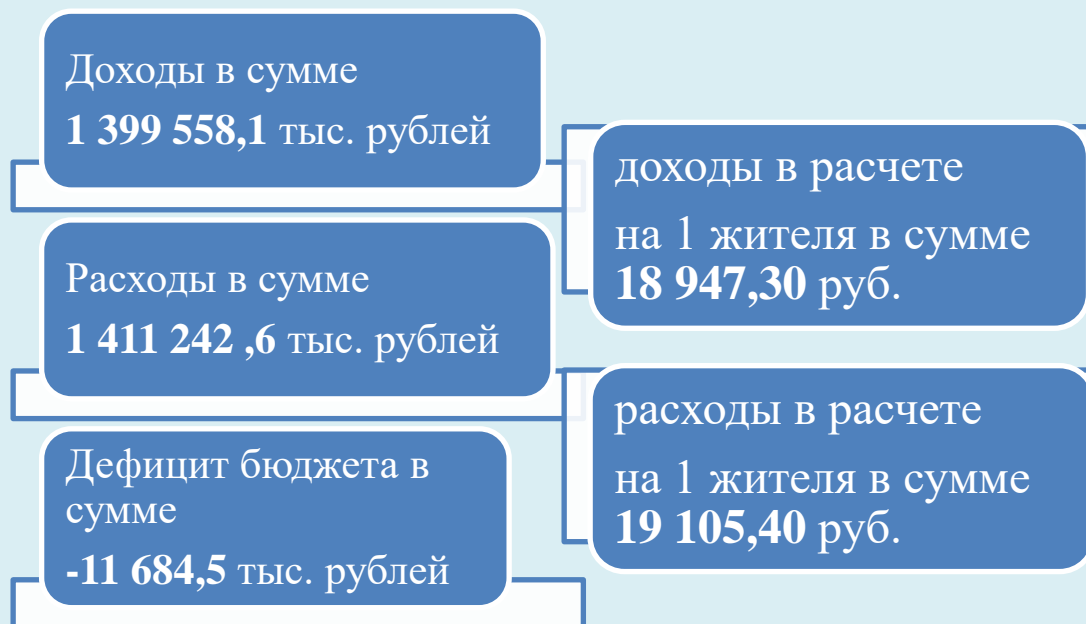 Доходы в сумме
1 399 558,1 тыс. рублей
Расходы в сумме
1 411 242 ,6 тыс. рублей
Дефицит бюджета в
сумме
-11 684,5 тыс. рублей
доходы в расчете
на 1 жителя в сумме
18 947,30 руб.
расходы в расчете
на 1 жителя в сумме
19 105,40 руб.